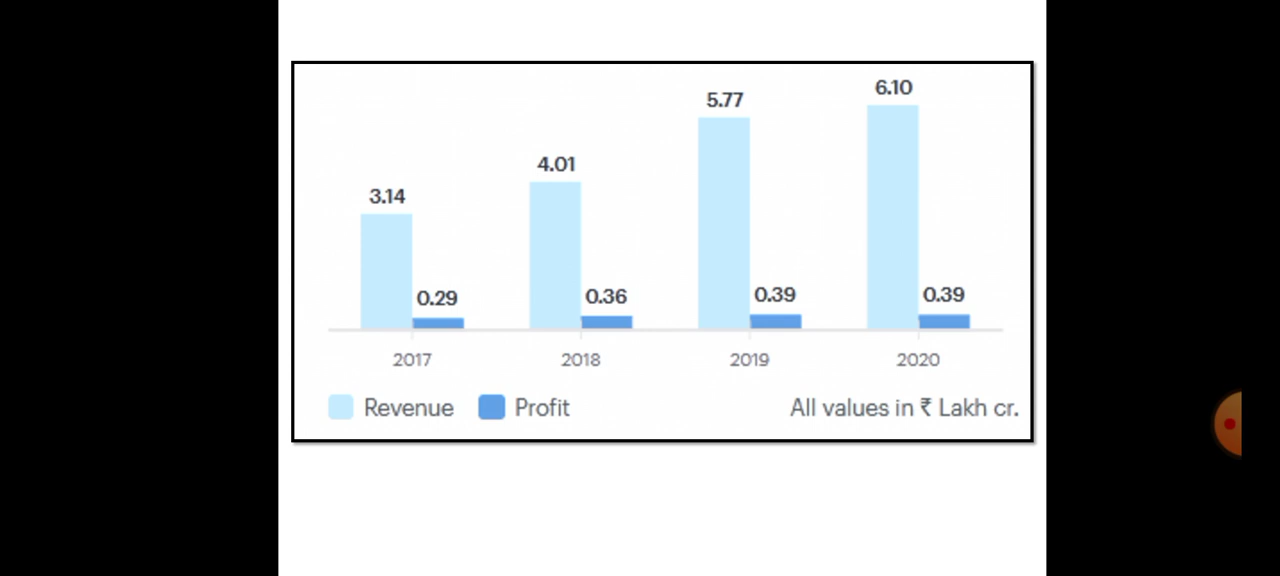 6.10
5.77
4.01
3.14
0.29 0.36 0.39 0.39
2017 2018 2019 2020
Revenue Profit All values in ₹ Lakh cr.